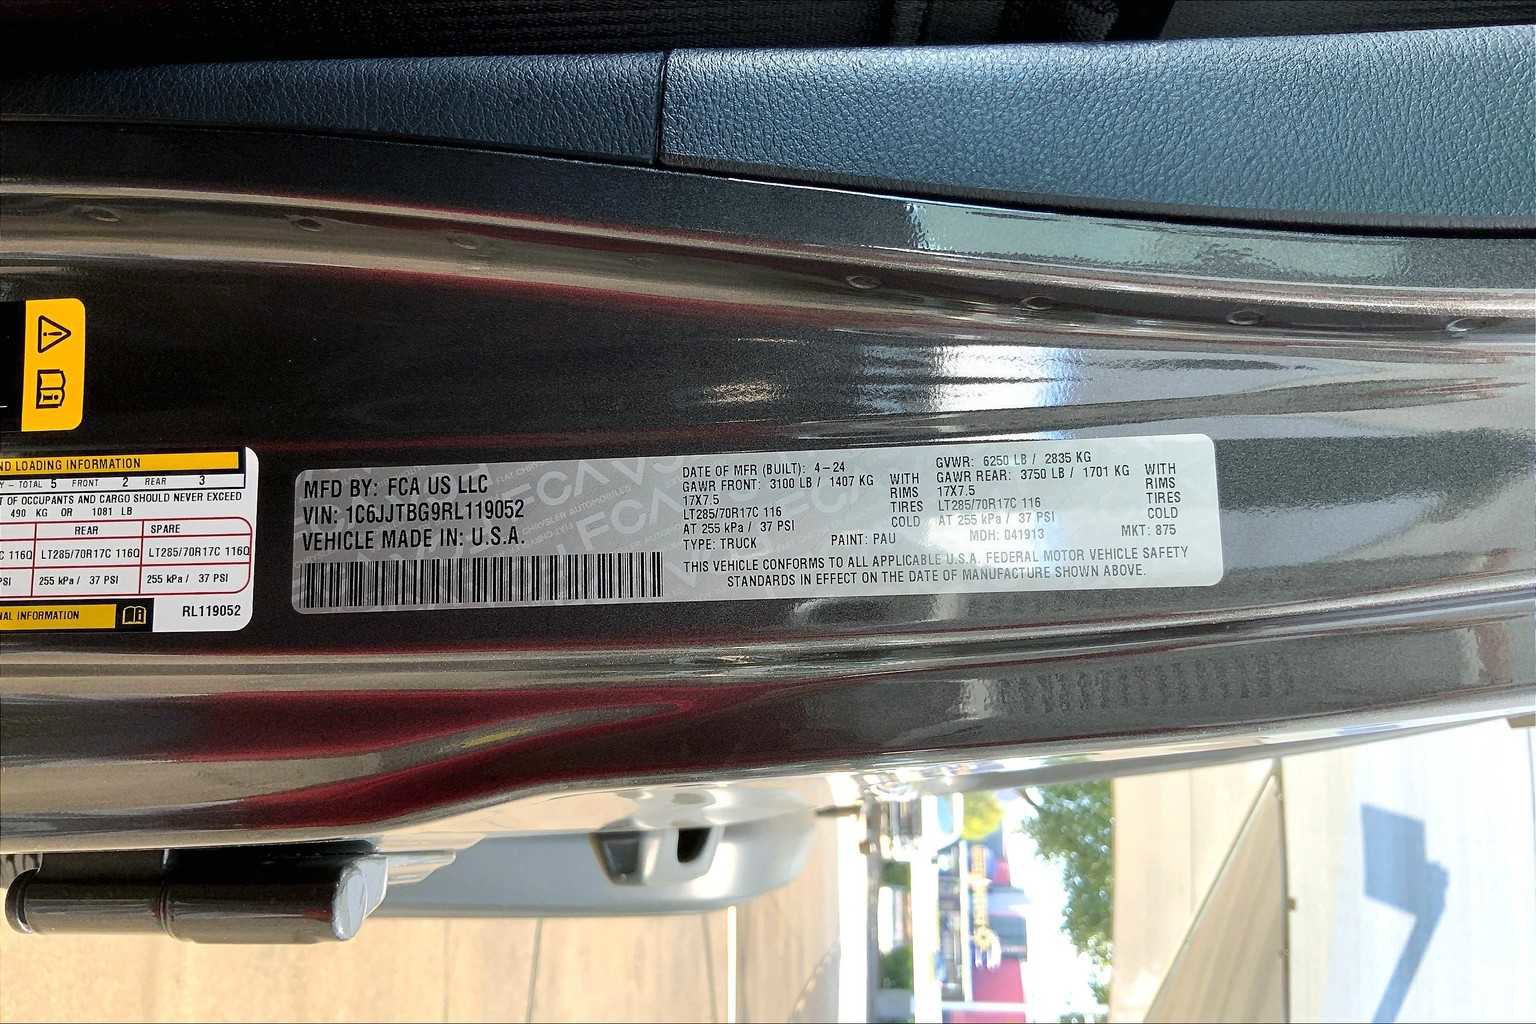 ND LOADING INFORMATION
Y - TOTAL 5 FRONT 2 REAR 3
T OF OCCUPANTS AND CARGO SHOULD NEVER EXCEED
490 KG OR 1081 LB
REAR SPARE
C 116Q LT285/70R17C 116Q LT285/70R17C 116Q
PSI 255 kPa / 37 PSI 255 kPa / 37 PSI
NAL INFORMATION RL119052
MFD BY: FCA US LLC
VIN: 1C6JJTBG9RL119052
VEHICLE MADE IN: U.S.A.
DATE OF MFR (BUILT): 4-24 GVWR: 6250 LB / 2835 KG
GAWR FRONT: 3100 LB / 1407 KG WITH GAWR REAR: 3750 LB / 1701 KG WITH
17X7.5 RIMS 17X7.5 RIMS
LT285/70R17C 116 TIRES LT285/70R17C 116 TIRES
AT 255 kPa / 37 PSI COLD AT 255 kPa / 37 PSI COLD
TYPE: TRUCK PAINT: PAU MDH: 041913 MKT: 875
THIS VEHICLE CONFORMS TO ALL APPLICABLE U.S.A. FEDERAL MOTOR VEHICLE SAFETY
STANDARDS IN EFFECT ON THE DATE OF MANUFACTURE SHOWN ABOVE.